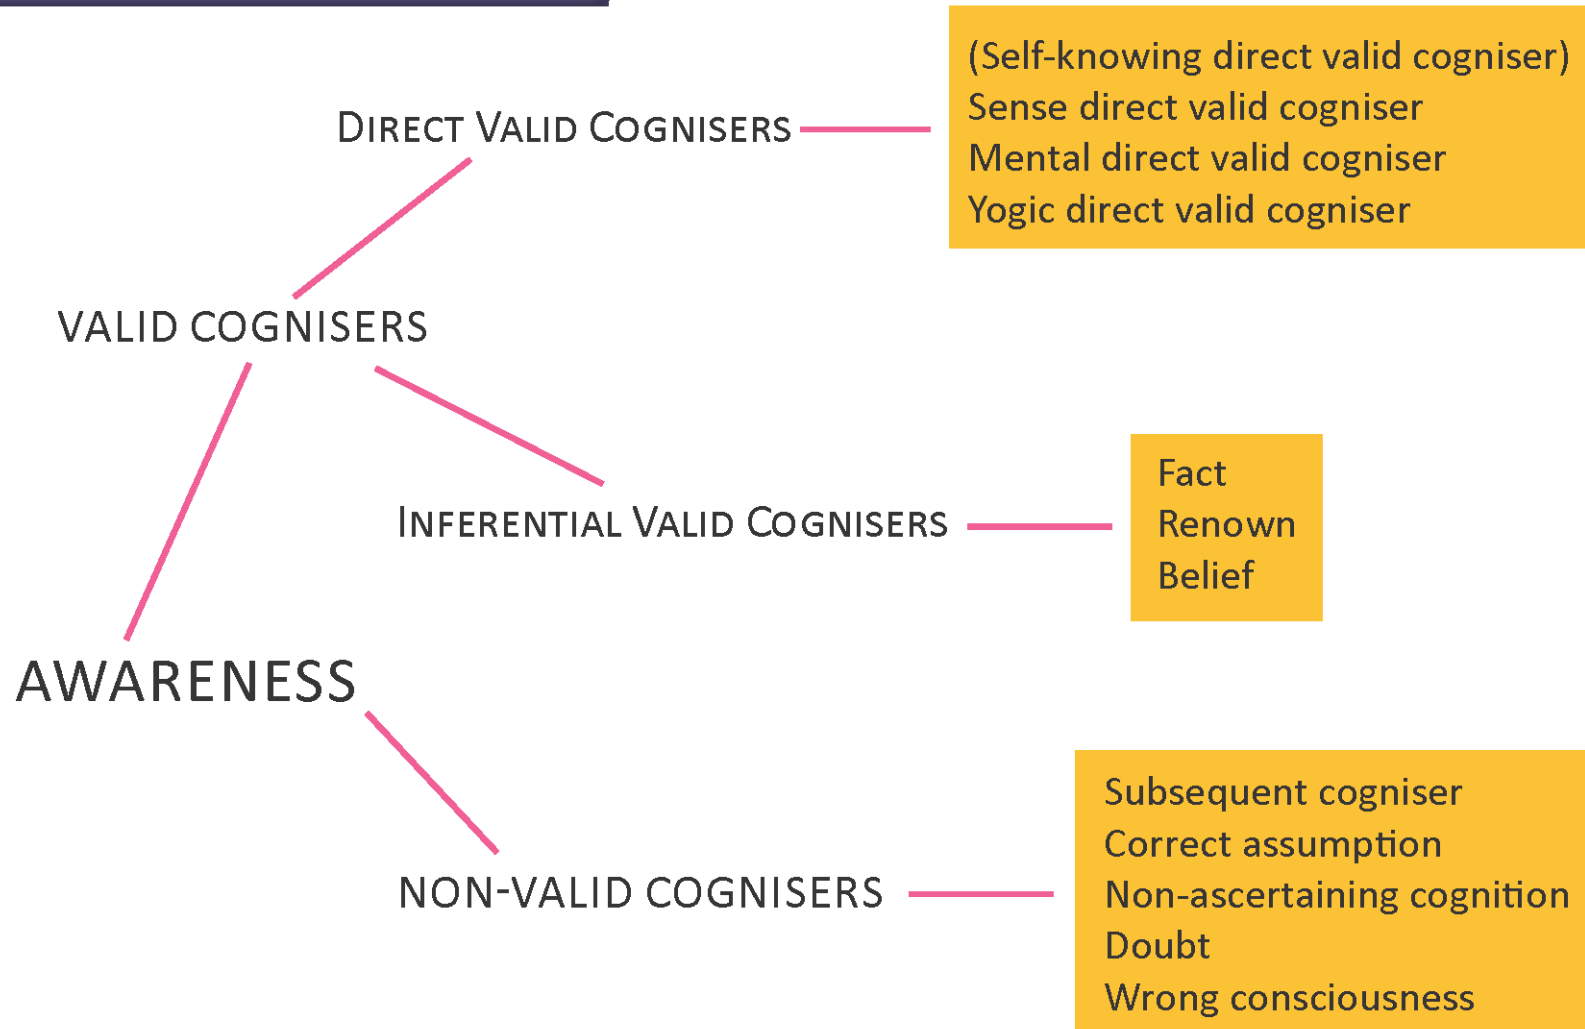 (Self-knowing direct valid cogniser)
Sense direct valid cogniser
Mental direct valid cogniser
Yogic direct valid cogniser
DIRECT VALID COGNISERS
VALID COGNISERS
INFERENTIAL VALID COGNISERS
Fact
Renown
Belief
AWARENESS
NON-VALID COGNISERS
Subsequent cogniser
Correct assumption
Non-ascertaining cognition
Doubt
Wrong consciousness